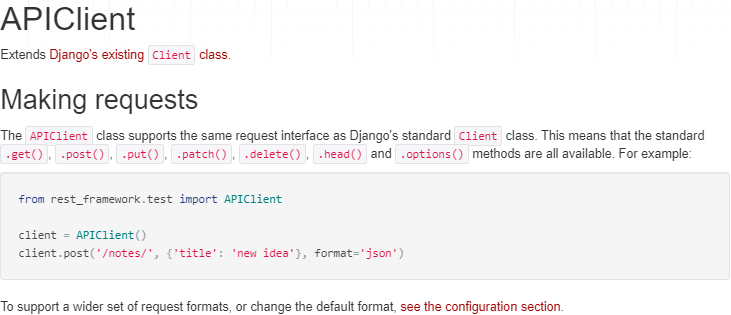 APIClient
Extends Django's existing Client class.
Making requests
The APIClient class supports the same request interface as Django's standard Client class. This means that the standard
.get(), .post(), .put(), .patch(), .delete(), .head() and .options() methods are all available. For example:
from rest_framework.test import APIClient
client = APIClient()
client.post('/notes/', {'title': 'new idea'}, format='json')
To support a wider set of request formats, or change the default format, see the configuration section.